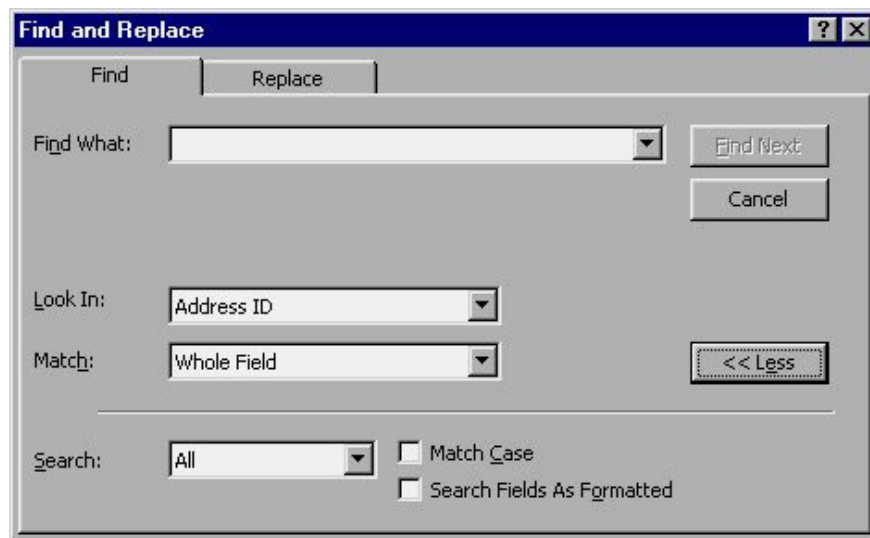 Find and Replace
Find Replace
Find What: Find Next
Cancel
Look In: Address ID
Match: Whole Field << Less
Search: All Match Case
Search Fields As Formatted